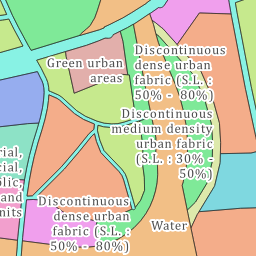 Green urban
areas
Discontinuous
dense urban
fabric (S.L. :
50% -  80%)
Discontinuous
medium density
urban fabric
(S.L. : 30% -
50%)
rial,
cial,
lic,
and
nits
Discontinuous
dense urban
fabric (S.L. :
50% -  80%)
Water